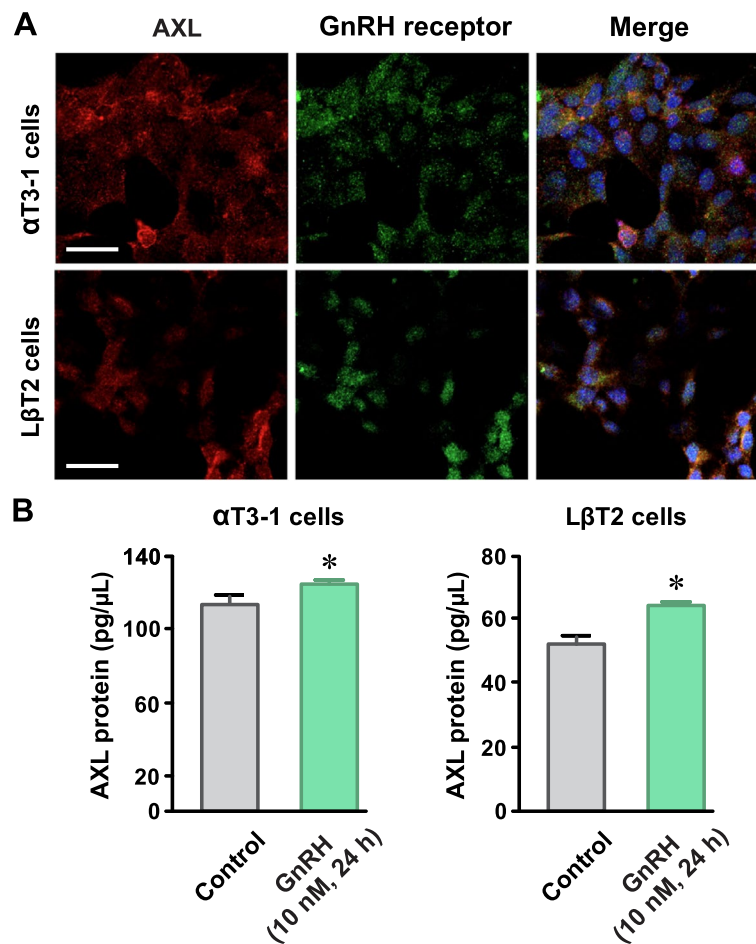 A
AXL
GnRH receptor
Merge
αT3-1 cells
LβT2 cells
B
αT3-1 cells
LβT2 cells
AXL protein (pg/μL)
140
100
60
20
0
*
Control
GnRH
(10 nM, 24 h)
AXL protein (pg/μL)
80
60
40
20
0
*
Control
GnRH
(10 nM, 24 h)